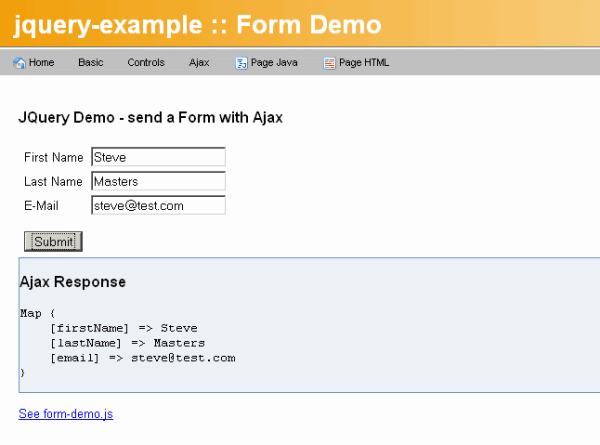 jquery-example :: Form Demo
Home Basic Controls Ajax Page Java Page HTML
JQuery Demo - send a Form with Ajax
First Name Steve
Last Name Masters
E-Mail steve@test.com
Submit
Ajax Response
Map {
[firstName] => Steve
[lastName] => Masters
[email] => steve@test.com
}
See form-demo.js